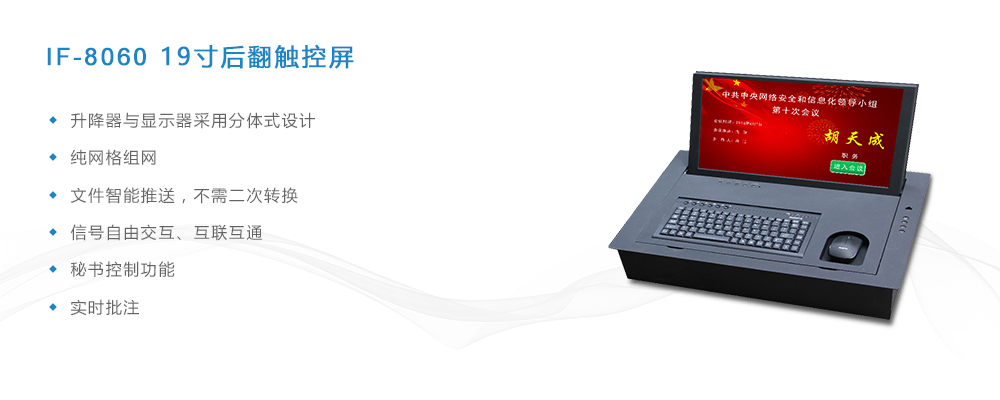 IF-8060 19寸后翻触控屏
升降器与显示器采用分体式设计
纯网格组网
文件智能推送，不需二次转换
信号自由交互、互联互通
秘书控制功能
实时批注
中共中央网络安全和信息化领导小组
第十次会议
胡天成
职务
进入会议